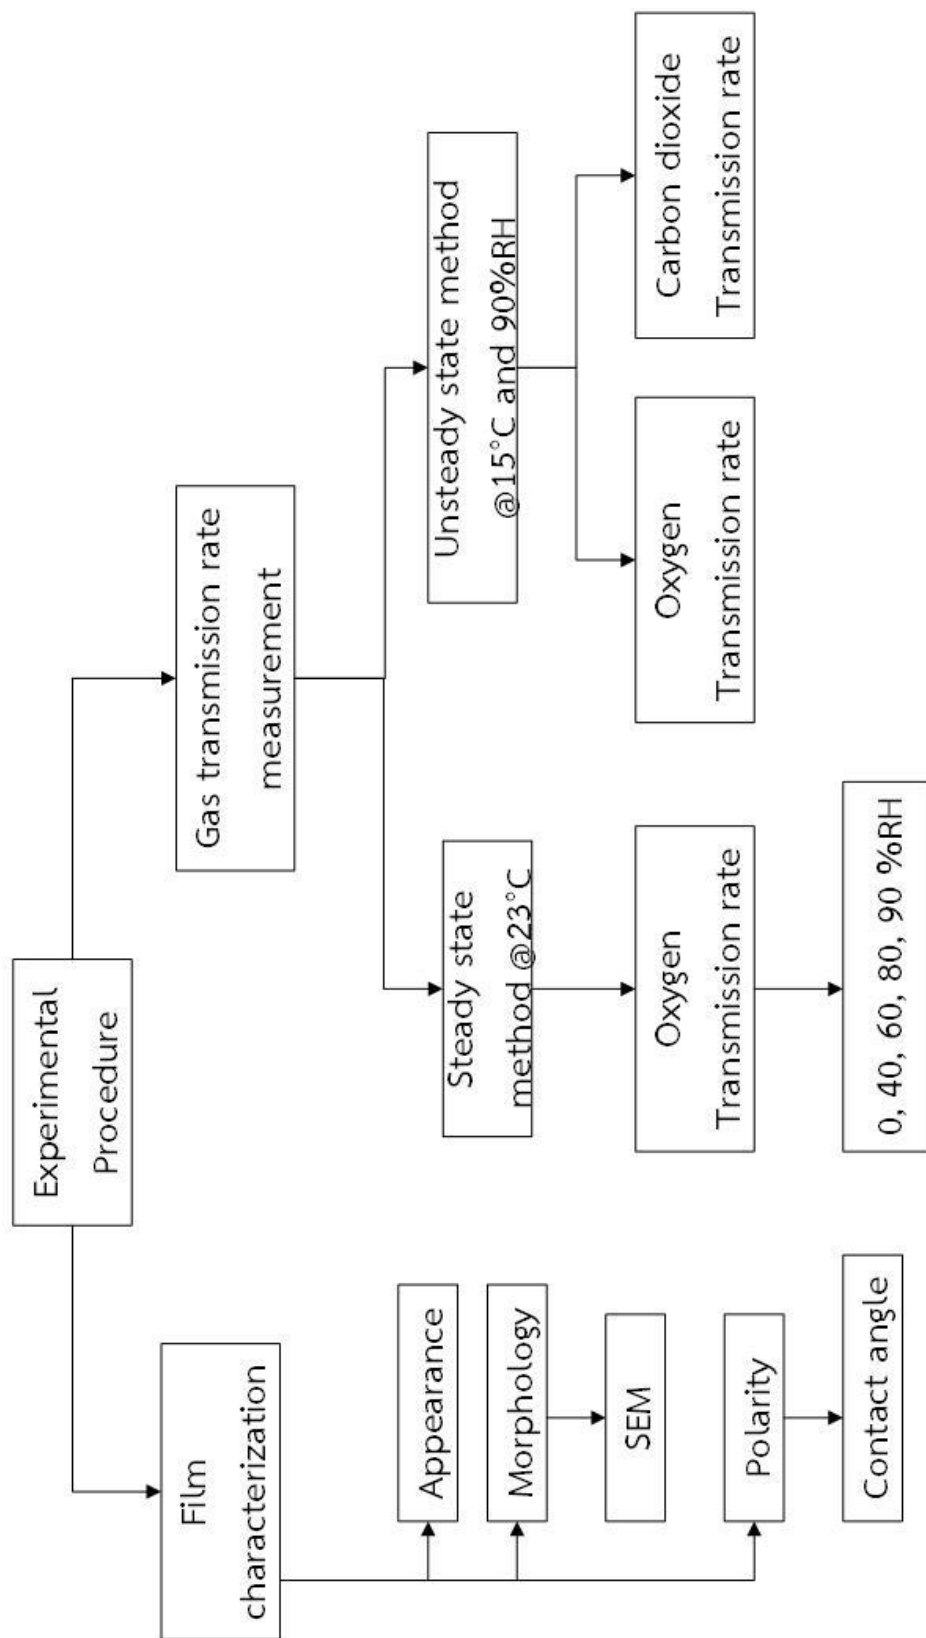 Experimental
Procedure
Film
characterization
Appearance
Morphology
SEM
Polarity
Contact angle
Gas transmission rate
measurement
Steady state
method @23°C
Oxygen
Transmission rate
0, 40, 60, 80, 90 %RH
Unsteady state method
@15°C and 90%RH
Oxygen
Transmission rate
Carbon dioxide
Transmission rate